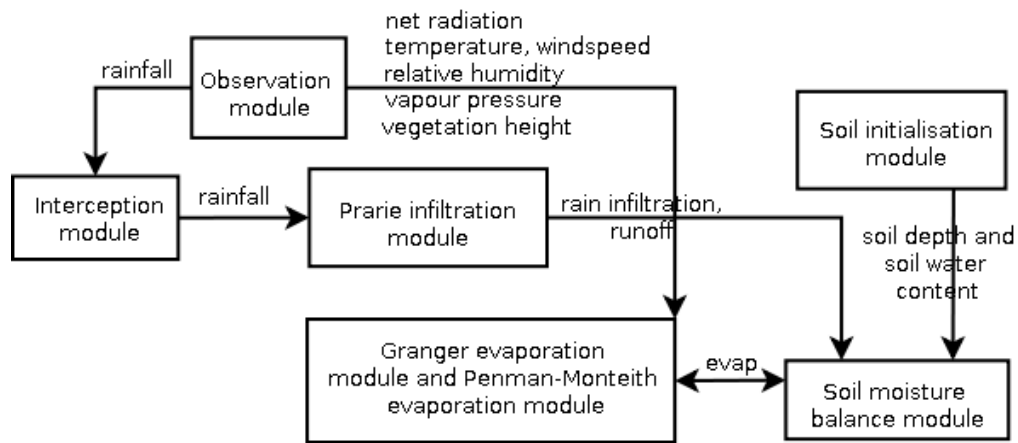 net radiation
temperature, windspeed
relative humidity
vapour pressure
vegetation height
rainfall
Observation
module
Soil initialisation
module
Interception
module
rainfall
Prarie infiltration
module
rain infiltration,
runoff
soil depth and
soil water
content
Granger evaporation
module and Penman-Monteith
evaporation module
evap
Soil moisture
balance module